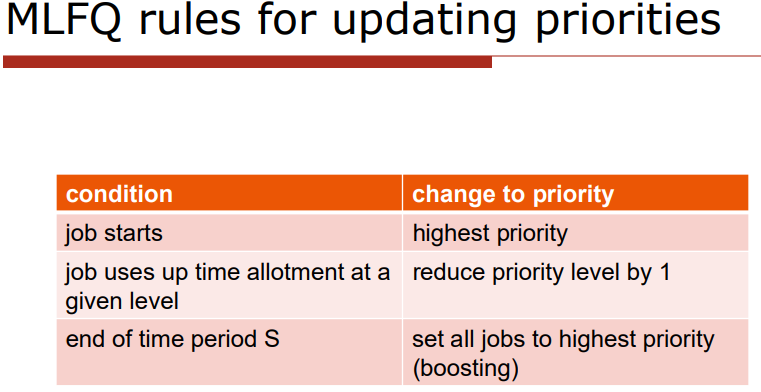 MLFQ rules for updating priorities
condition
change to priority
job starts
highest priority
job uses up time allotment at a
given level
reduce priority level by 1
end of time period S
set all jobs to highest priority
(boosting)